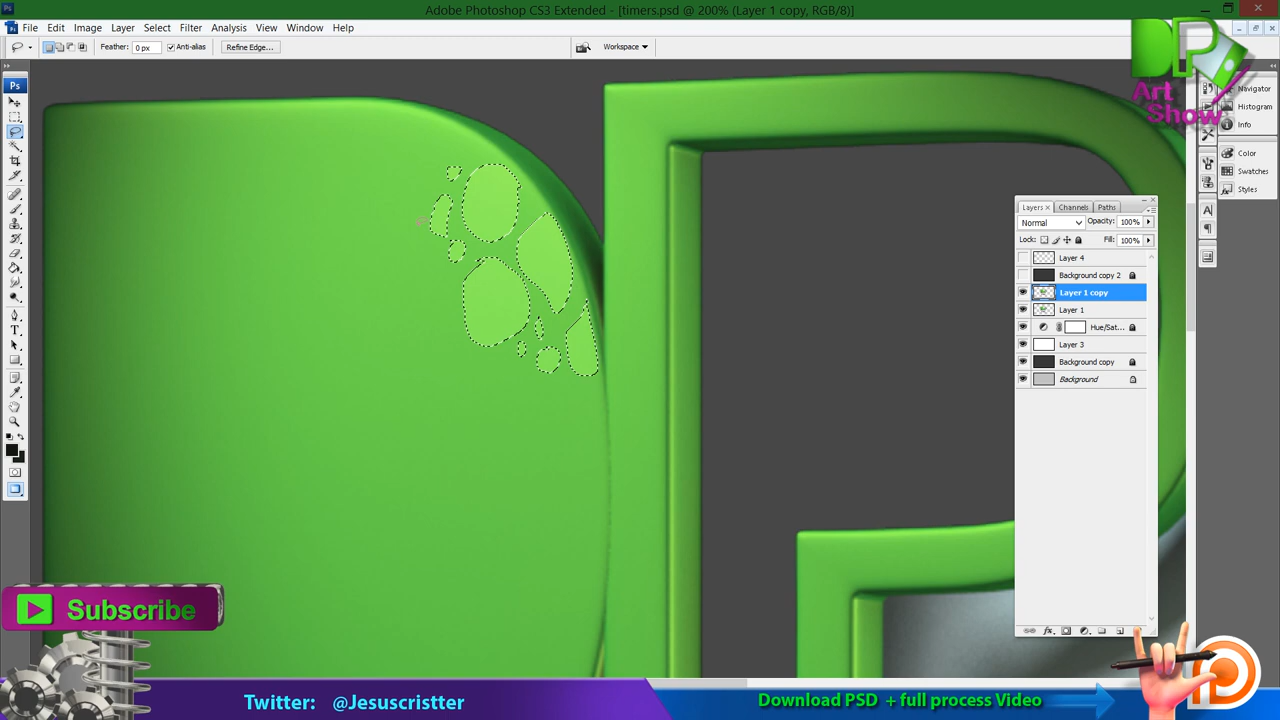 Adobe Photoshop CS3 Extended - [timers.psd @ 200% (Layer 1 copy, RGB/8)]
File Edit Image Layer Select Filter Analysis View Window Help
Feather: 0 px Anti-alias Refine Edge... Workspace
DP
Art
Show
Ps
Navigator
Histogram
Info
Color
Swatches
Styles
Layers Channels Paths
Normal Opacity: 100%
Lock: Fill: 100%
Layer 4
Background copy 2
Layer 1 copy
Layer 1
Hue/Sat...
Layer 3
Background copy
Background
Subscribe
Twitter: @Jesuscristter
Download PSD + full process Video